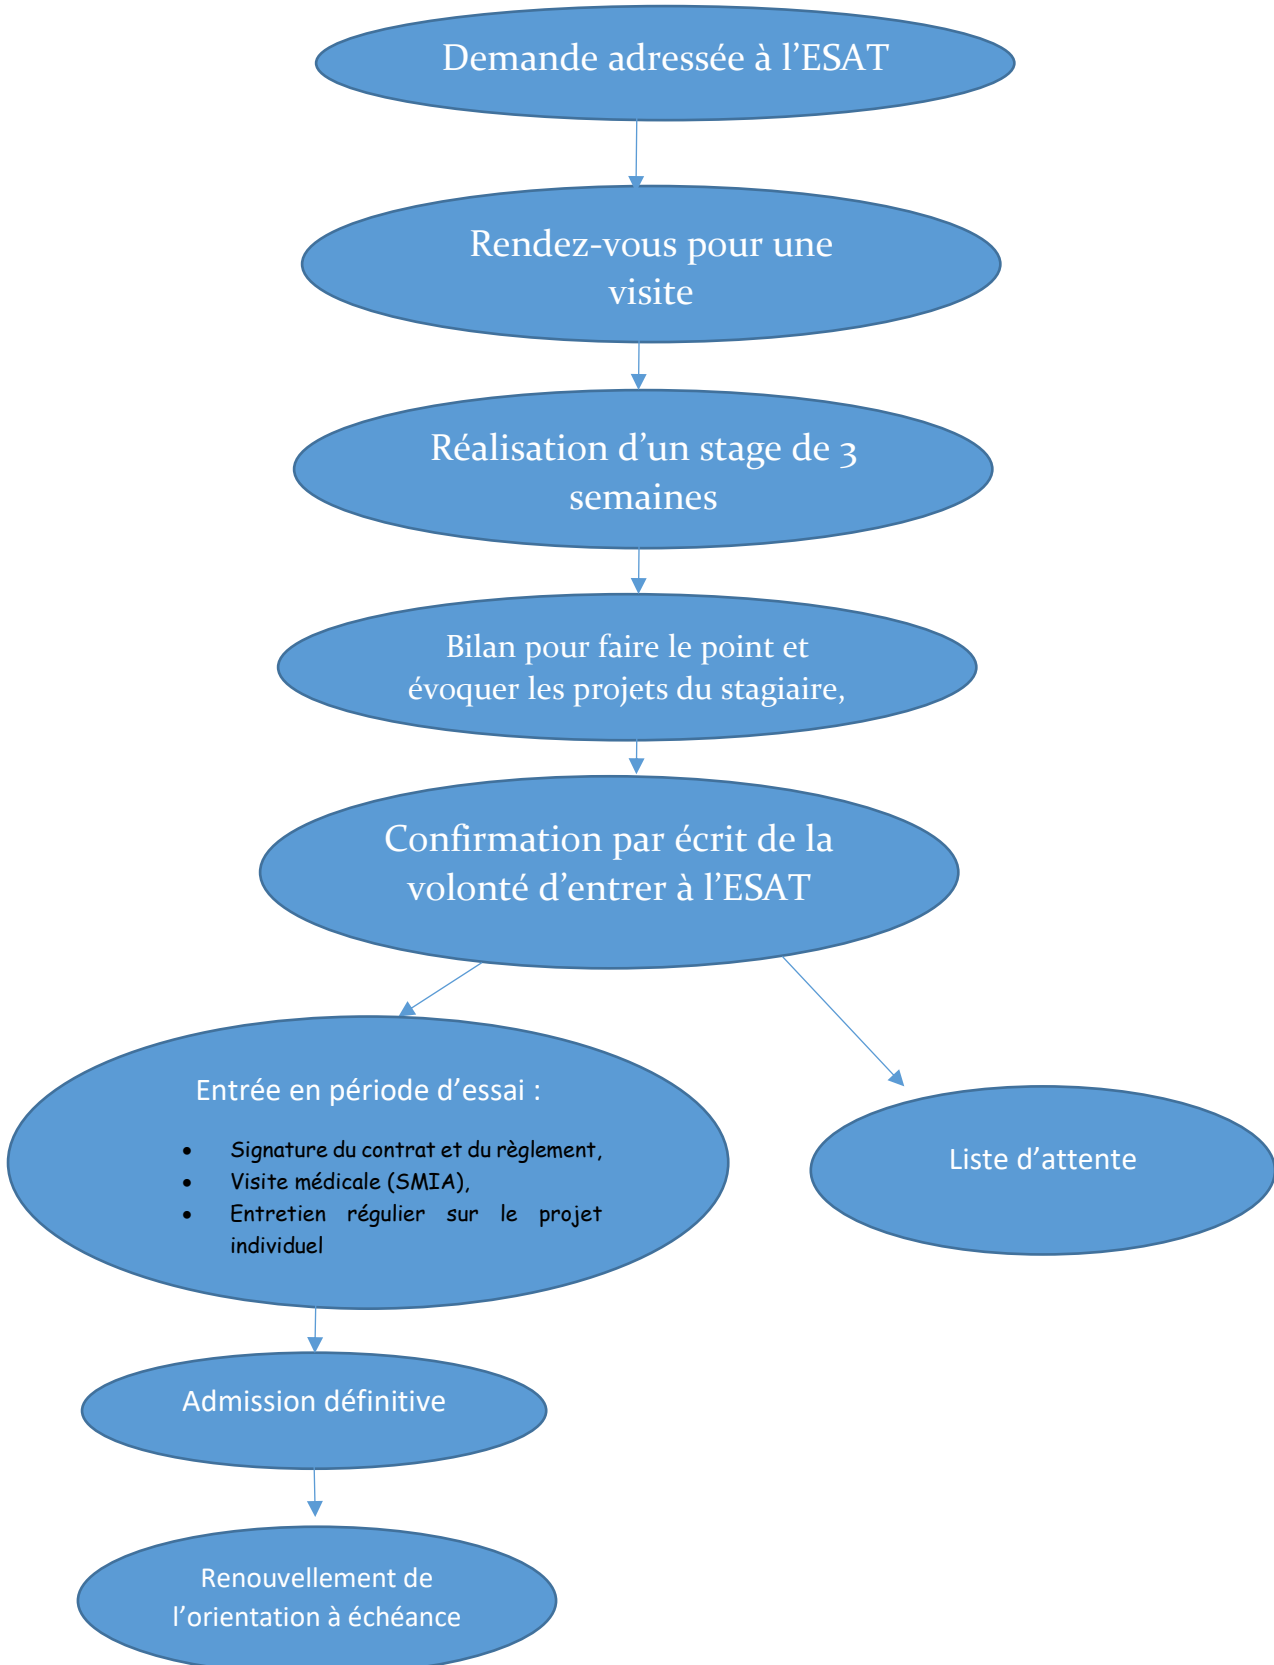 Demande adressée à l’ESAT
Rendez-vous pour une
visite
Réalisation d’un stage de 3
semaines
Bilan pour faire le point et
évoquer les projets du stagiaire,
Confirmation par écrit de la
volonté d’entrer à l’ESAT
Entrée en période d’essai :
• Signature du contrat et du règlement,
• Visite médicale (SMIA),
• Entretien régulier sur le projet
individuel
Liste d’attente
Admission définitive
Renouvellement de
l’orientation à échéance